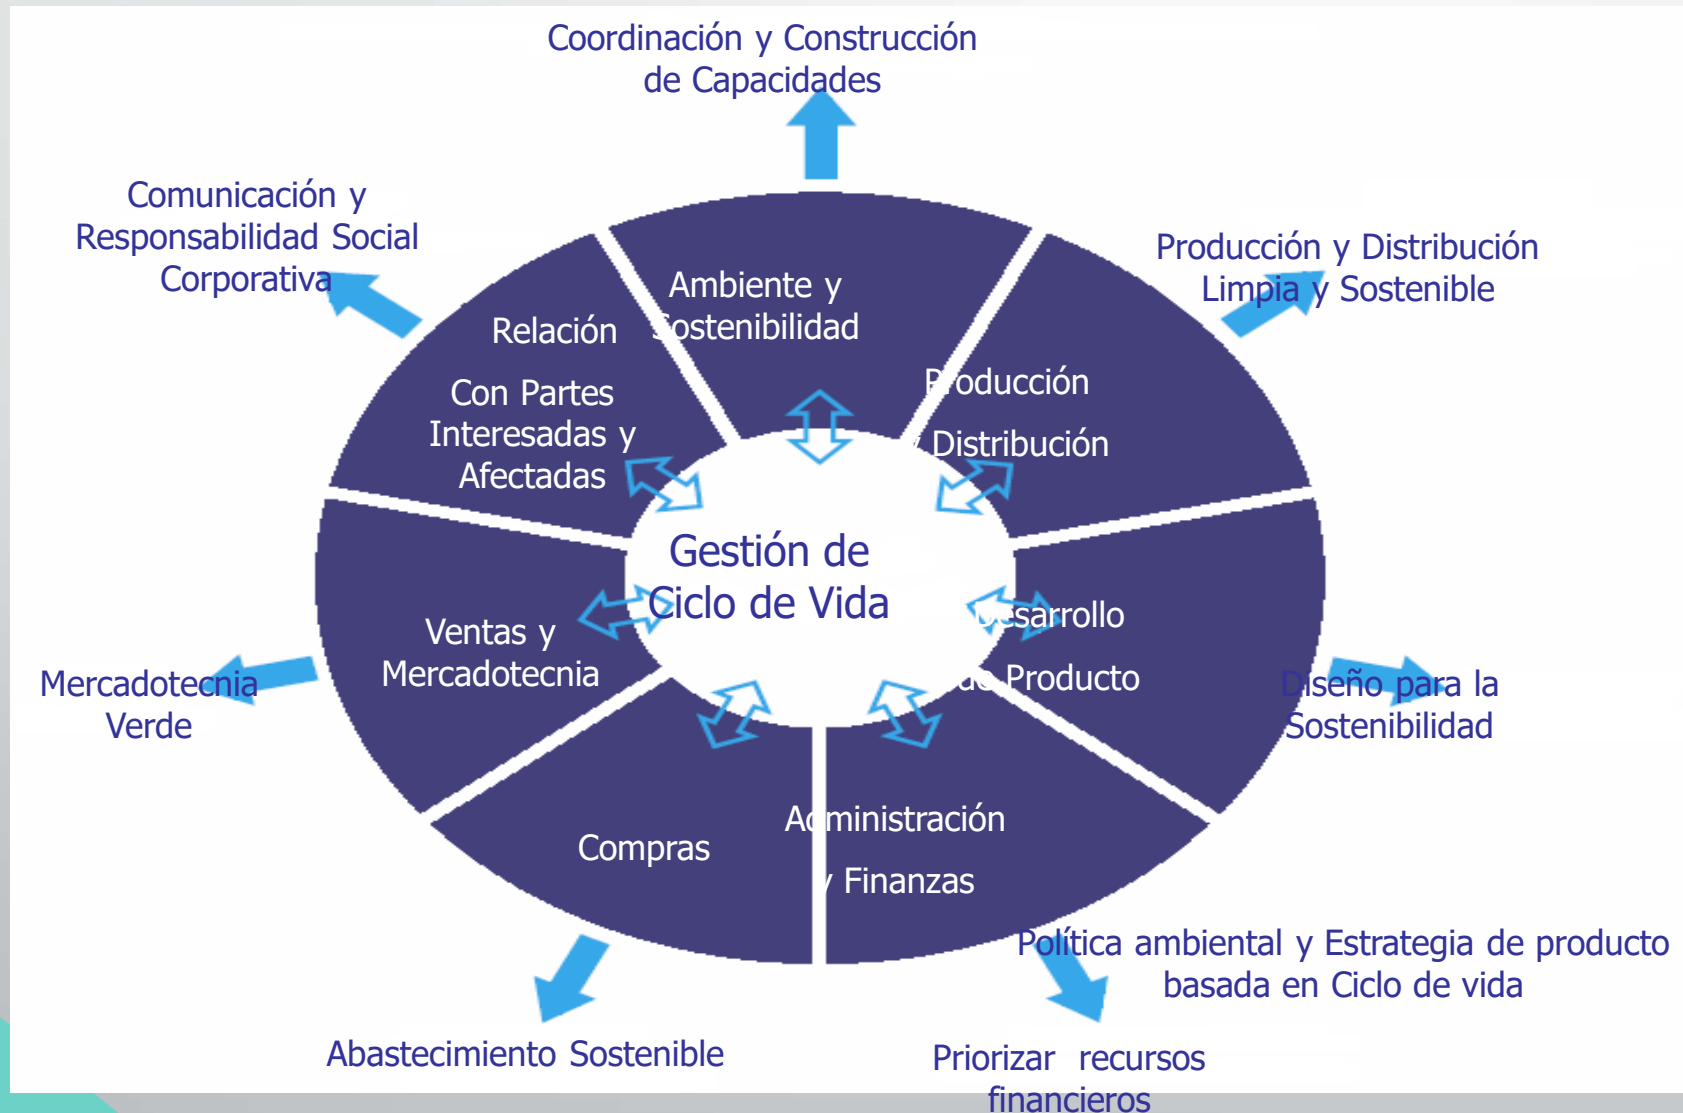 Coordinación y Construcción
de Capacidades
Comunicación y
Responsabilidad Social
Corporativa
Producción y Distribución
Limpia y Sostenible
Ambiente y
Sostenibilidad
Relación
Con Partes
Interesadas y
Afectadas
Producción
y Distribución
Gestión de
Ciclo de Vida
Desarrollo
de Producto
Ventas y
Mercadotecnia
Mercadotecnia
Verde
Diseño para la
Sostenibilidad
Compras
Administración
y Finanzas
Política ambiental y Estrategia de producto
basada en Ciclo de vida
Abastecimiento Sostenible
Priorizar recursos
financieros